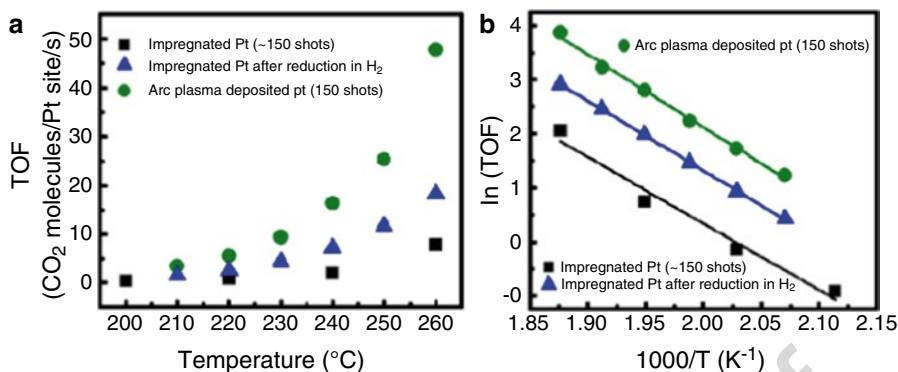 a
50
40
30
20
10
0
TOF
(CO2 molecules/Pt site/s)
Impregnated Pt (~150 shots)
Impregnated Pt after reduction in H2
Arc plasma deposited pt (150 shots)
200 210 220 230 240 250 260
Temperature (°C)
b
4
3
2
1
0
-0
ln (TOF)
Arc plasma deposited pt (150 shots)
Impregnated Pt (~150 shots)
Impregnated Pt after reduction in H2
1.85 1.90 1.95 2.00 2.05 2.10 2.15
1000/T (K-1)